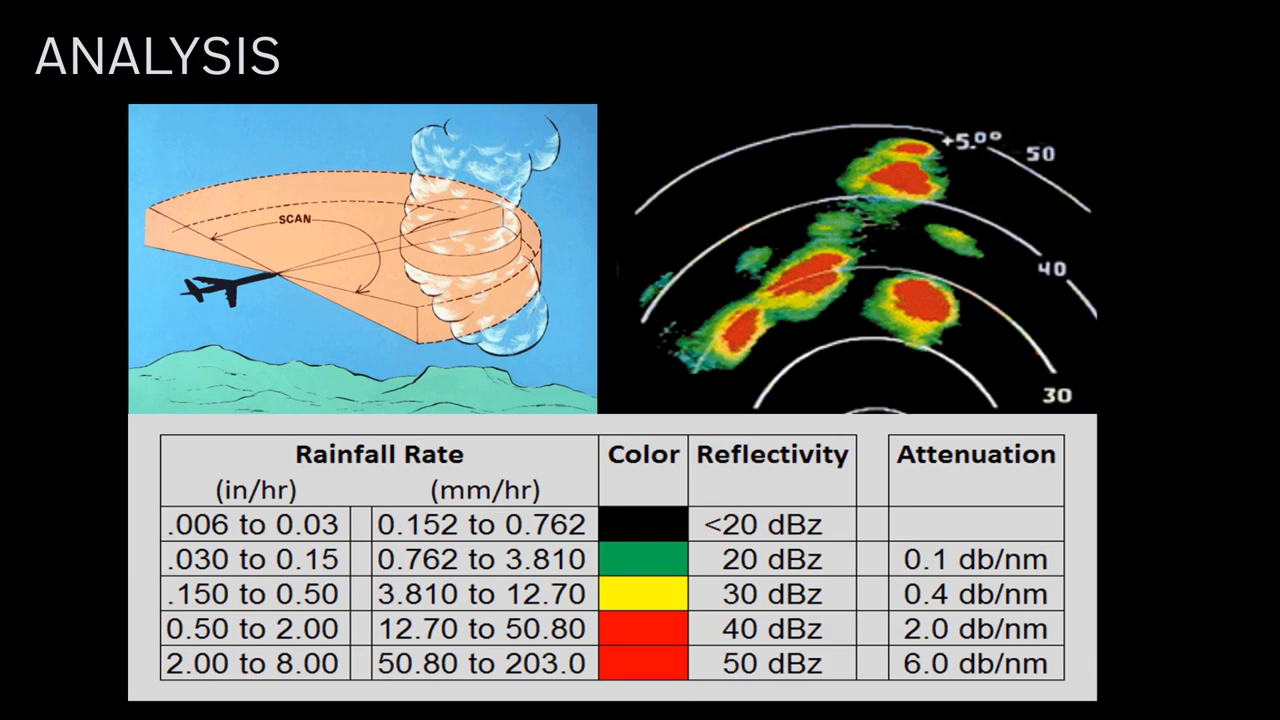 ANALYSIS
SCAN
+5.0°
50
40
30
Rainfall Rate Color Reflectivity Attenuation
(in/hr) (mm/hr)
.006 to 0.03 0.152 to 0.762 <20 dBz
.030 to 0.15 0.762 to 3.810 20 dBz 0.1 db/nm
.150 to 0.50 3.810 to 12.70 30 dBz 0.4 db/nm
0.50 to 2.00 12.70 to 50.80 40 dBz 2.0 db/nm
2.00 to 8.00 50.80 to 203.0 50 dBz 6.0 db/nm